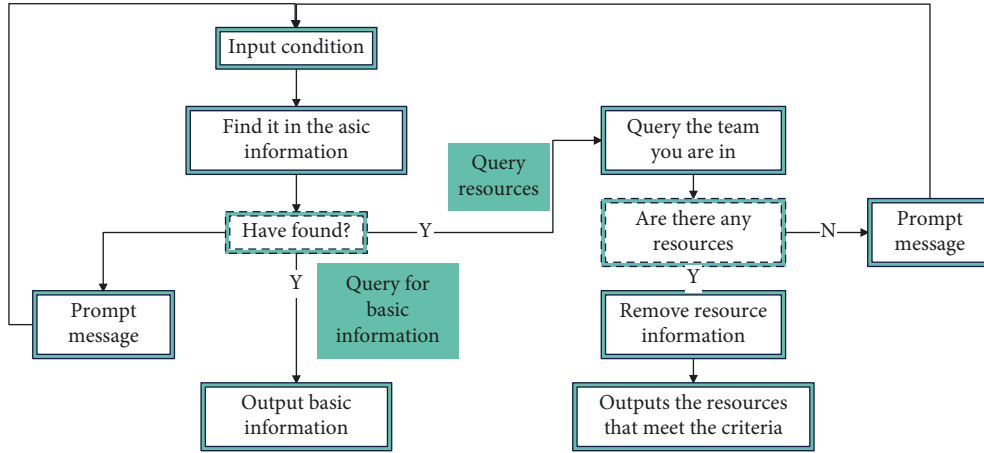 Input condition
Find it in the asic
information
Query
resources
Query the team
you are in
Have found?
Y
Are there any
resources
N
Prompt
message
Y
Query for
basic
information
Y
Prompt
message
Remove resource
information
Output basic
information
Outputs the resources
that meet the criteria